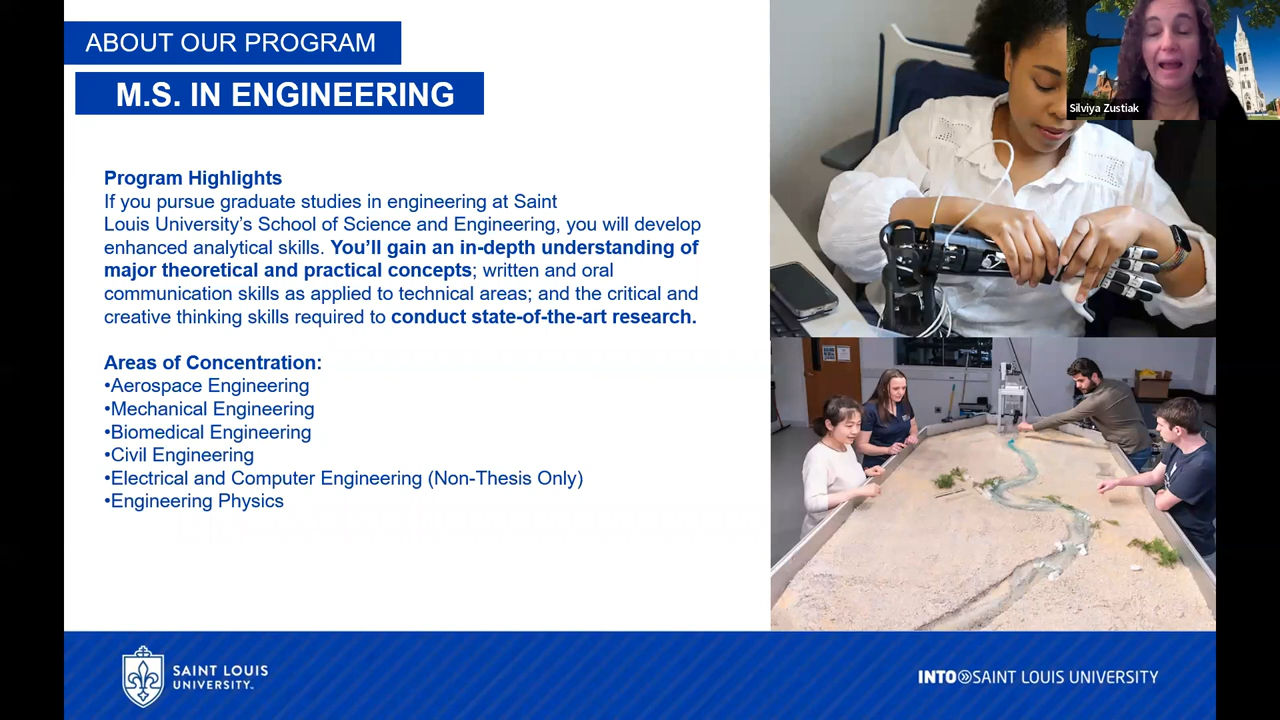 ABOUT OUR PROGRAM
M.S. IN ENGINEERING
Silviya Zustiak
Program Highlights
If you pursue graduate studies in engineering at Saint
Louis University’s School of Science and Engineering, you will develop
enhanced analytical skills. You’ll gain an in-depth understanding of
major theoretical and practical concepts; written and oral
communication skills as applied to technical areas; and the critical and
creative thinking skills required to conduct state-of-the-art research.
Areas of Concentration:
•Aerospace Engineering
•Mechanical Engineering
•Biomedical Engineering
•Civil Engineering
•Electrical and Computer Engineering (Non-Thesis Only)
•Engineering Physics
SAINT LOUIS
UNIVERSITY™
INTO SAINT LOUIS UNIVERSITY